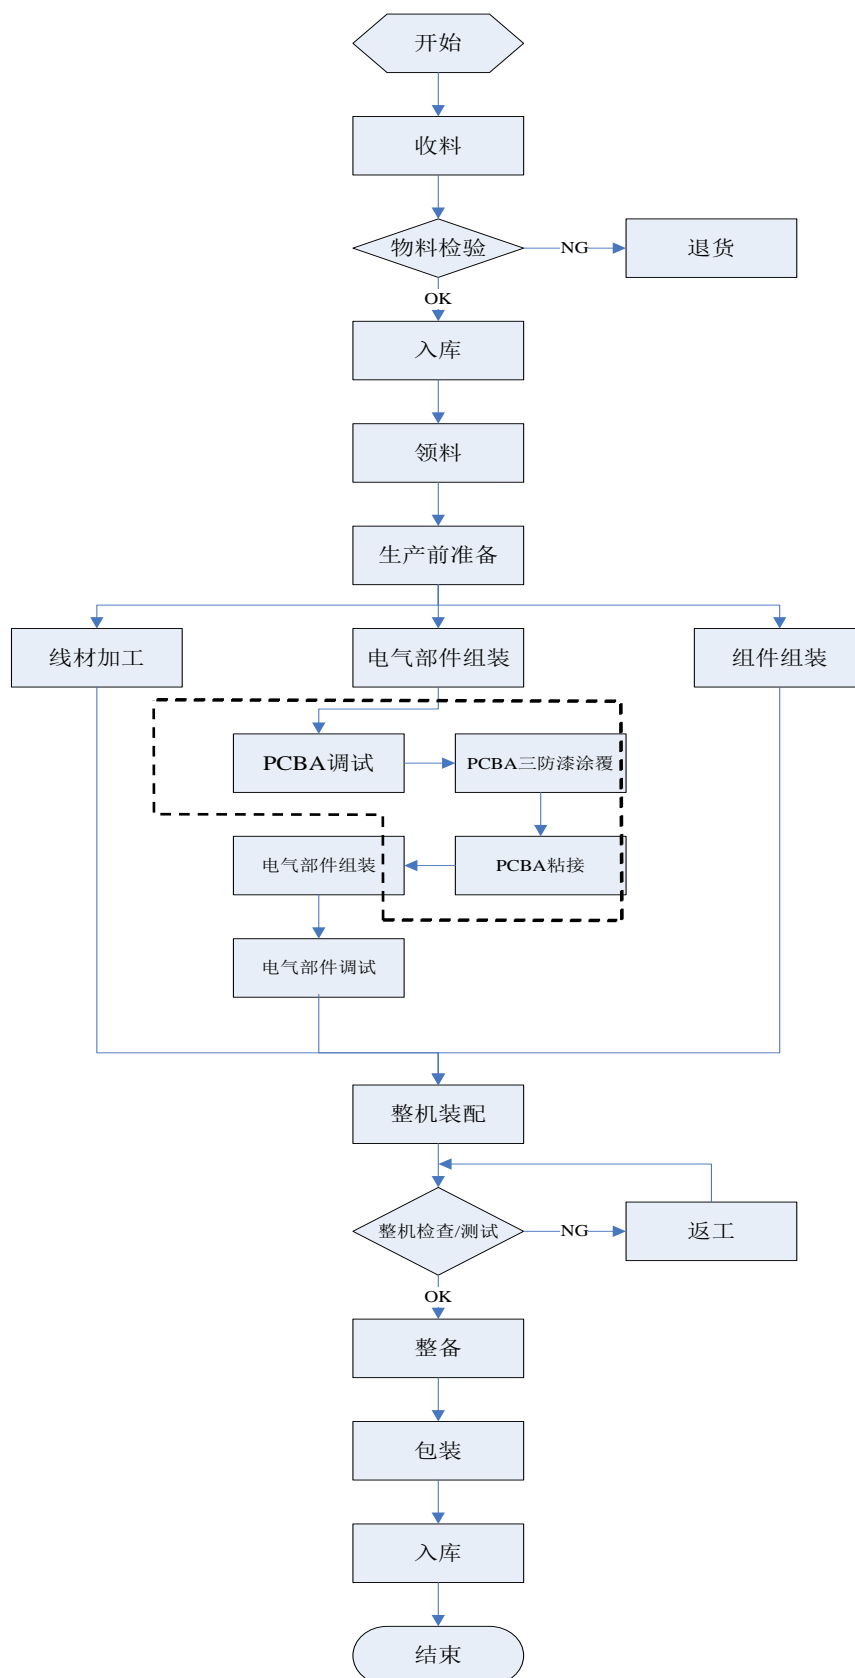 开始
收料
物料检验
NG
退货
OK
入库
领料
生产前准备
线材加工
电气部件组装
组件组装
PCBA调试
PCBA三防漆涂覆
电气部件组装
PCBA粘接
电气部件调试
整机装配
整机检查/测试
NG
返工
OK
整备
包装
入库
结束